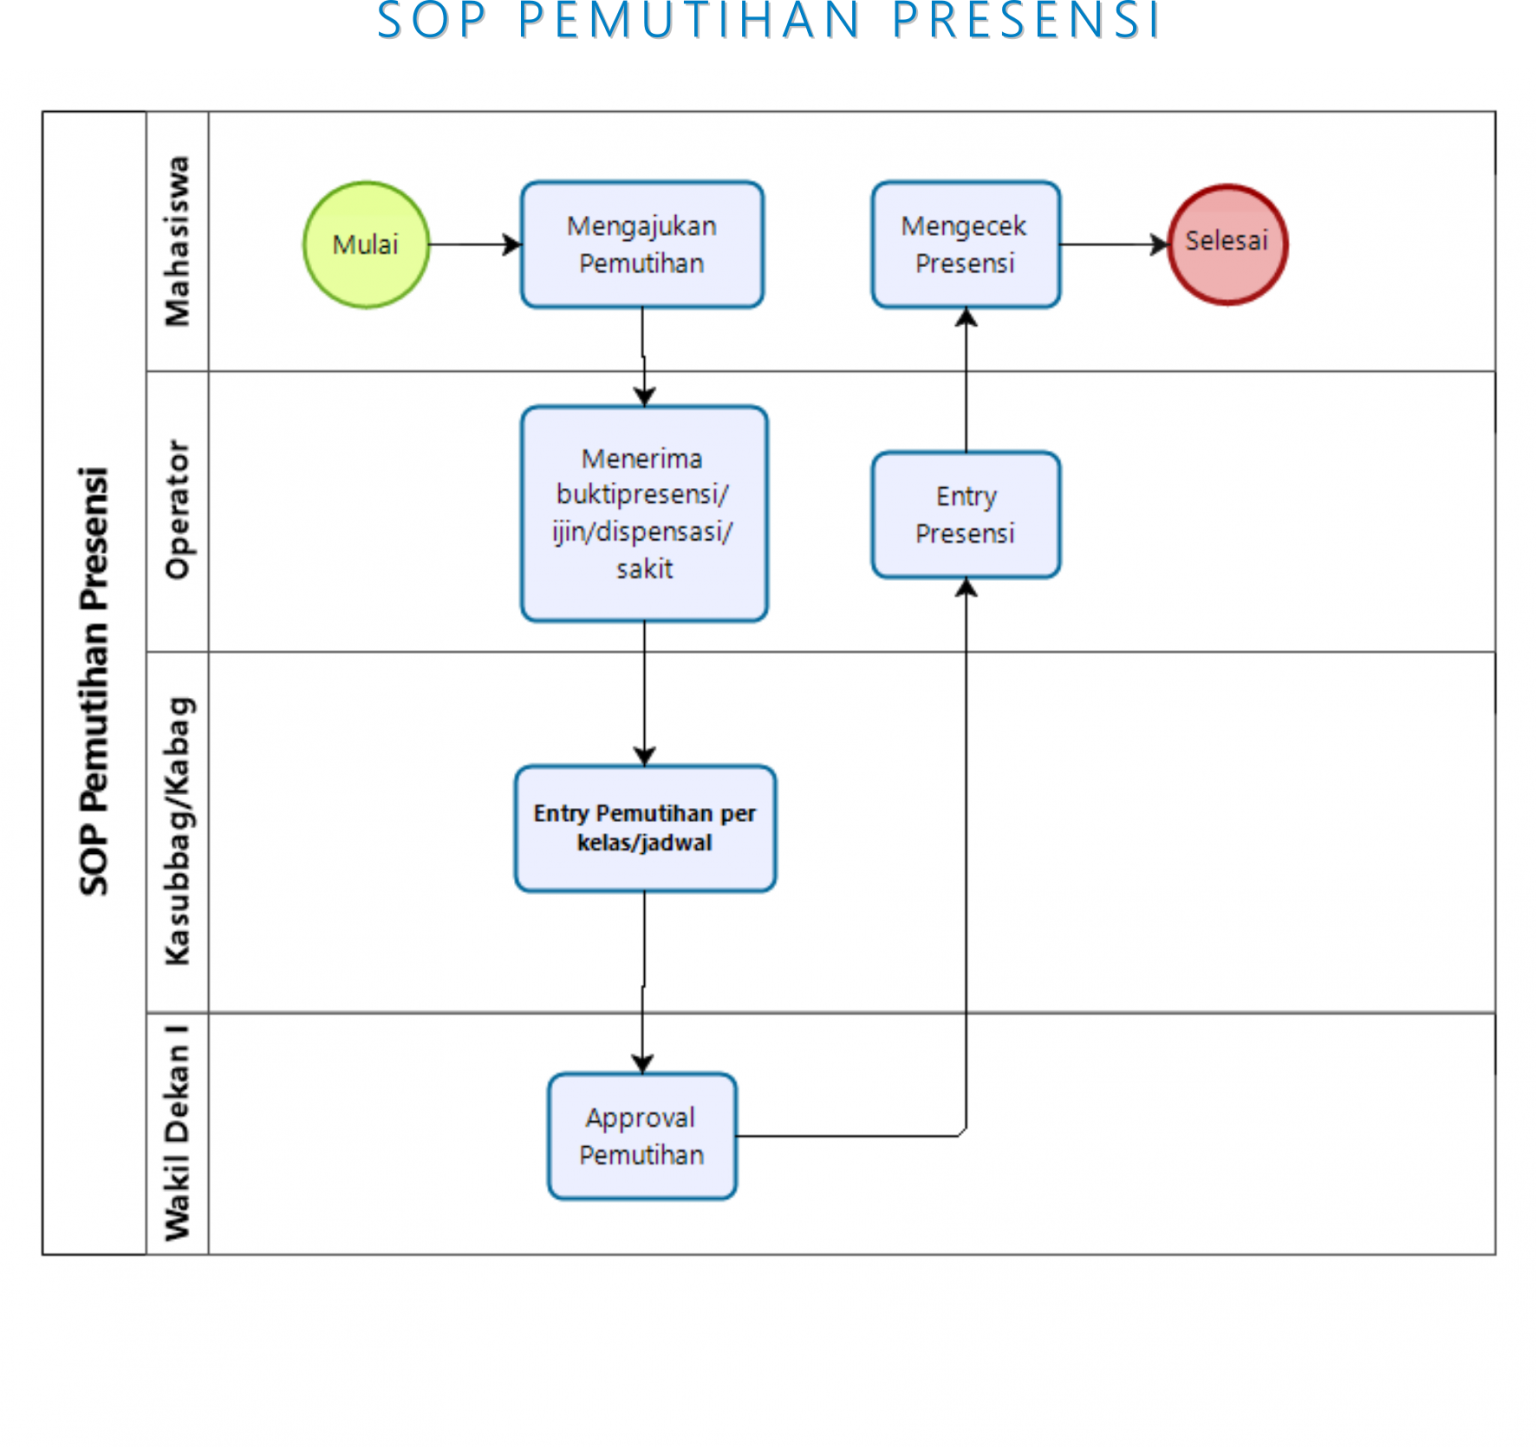 SOP PEMUTIHAN PRESENSI
SOP Pemutihan Presensi
Mahasiswa
Mulai
Mengajukan
Pemutihan
Mengecek
Presensi
Selesai
Operator
Menerima
buktipresensi/
ijin/dispensasi/
sakit
Entry
Presensi
Kasubbag/Kabag
Entry Pemutihan per
kelas/jadwal
Wakil Dekan I
Approval
Pemutihan